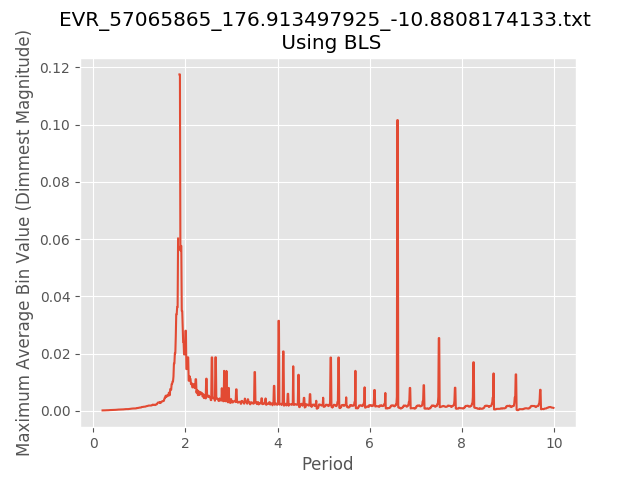 EVR_57065865_176.913497925_-10.8808174133.txt
Using BLS
Maximum Average Bin Value (Dimmest Magnitude)
0.12
0.10
0.08
0.06
0.04
0.02
0.00
0 2 4 6 8 10
Period